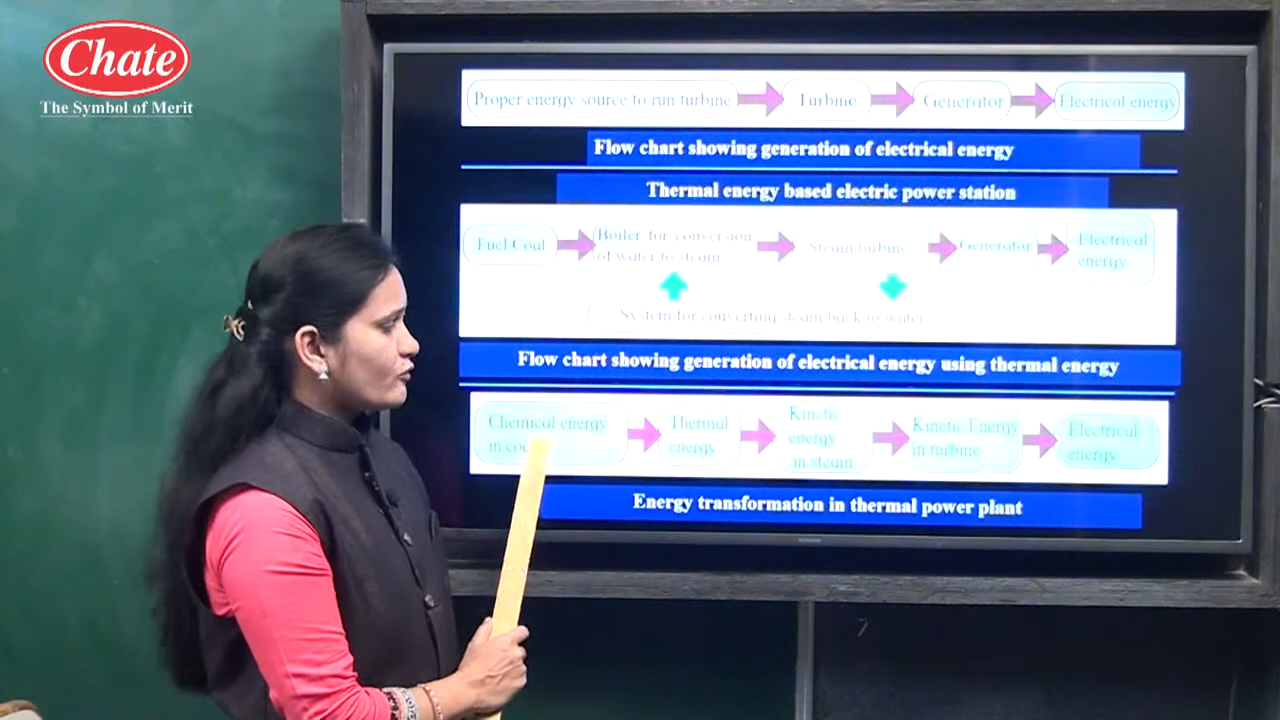 Chate
The Symbol of Merit
Proper energy source to run turbine
Turbine
Generator
Electrical energy
Flow chart showing generation of electrical energy
Thermal energy based electric power station
Fuel Coal
Boiler for conversion
of water to steam
Steam turbine
Generator
Electrical
energy
System for converting steam back to water
Flow chart showing generation of electrical energy using thermal energy
Chemical energy
in
Thermal
energy
Kinetic
energy
in steam
Kinetic Energy
in turbine
Electrical
energy
Energy transformation in thermal power plant